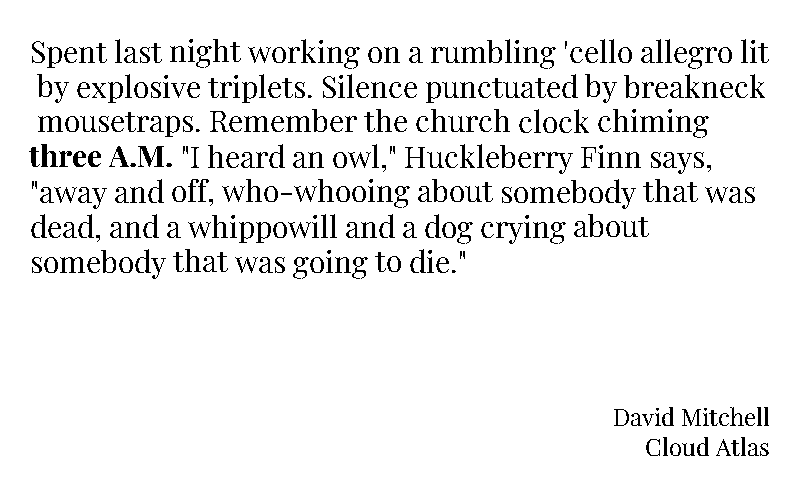 Spent last night working on a rumbling 'cello allegro lit
by explosive triplets. Silence punctuated by breakneck
mousetraps. Remember the church clock chiming
three A.M. "I heard an owl," Huckleberry Finn says,
"away and off, who-whooing about somebody that was
dead, and a whippowill and a dog crying about
somebody that was going to die."
David Mitchell
Cloud Atlas